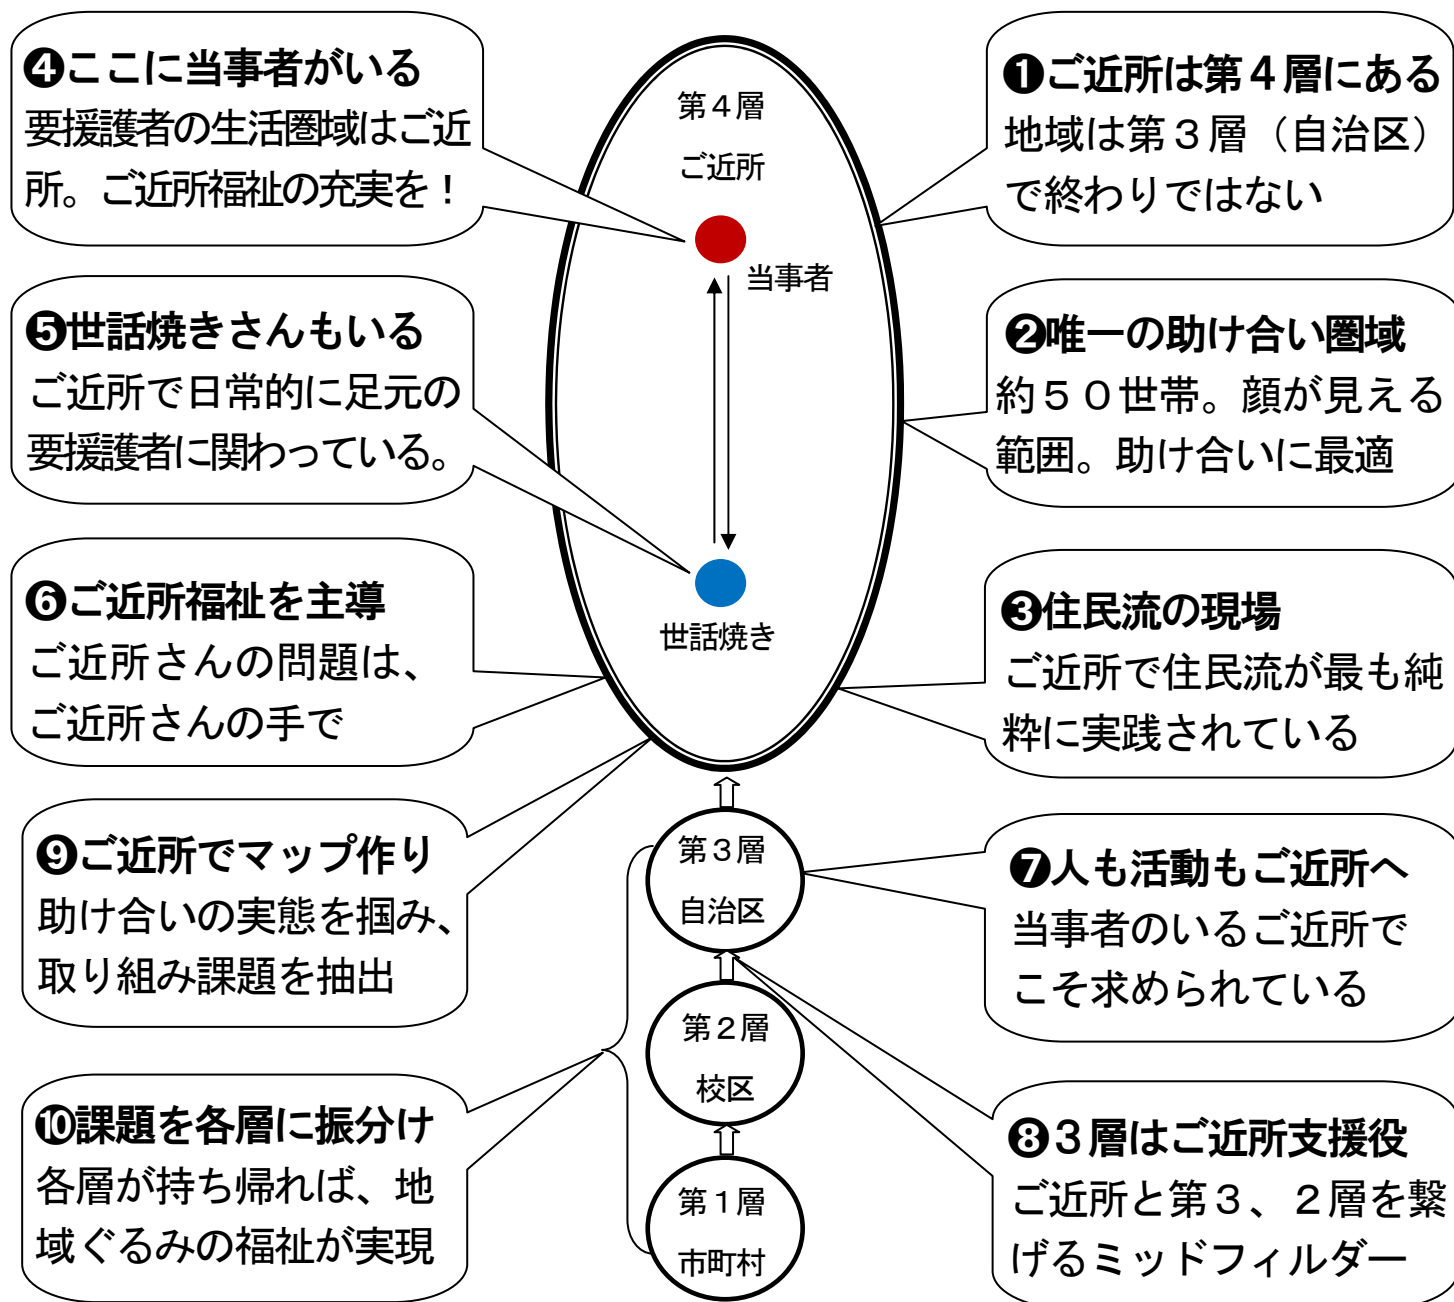 ❹ここに当事者がいる
要援護者の生活圏域はご近
所。ご近所福祉の充実を！
❺世話焼きさんもいる
ご近所で日常的に足元の
要援護者に関わっている。
❻ご近所福祉を主導
ご近所さんの問題は、
ご近所さんの手で
❾ご近所でマップ作り
助け合いの実態を掴み、
取り組み課題を抽出
❿課題を各層に振分け
各層が持ち帰れば、地
域ぐるみの福祉が実現
第４層
ご近所
当事者
世話焼き
第３層
自治区
第２層
校区
第１層
市町村
❶ご近所は第４層にある
地域は第３層（自治区）
で終わりではない
❷唯一の助け合い圏域
約５０世帯。顔が見える
範囲。助け合いに最適
❸住民流の現場
ご近所で住民流が最も純
粋に実践されている
❼人も活動もご近所へ
当事者のいるご近所で
こそ求められている
❽３層はご近所支援役
ご近所と第３、２層を繋
げるミッドフィルダー